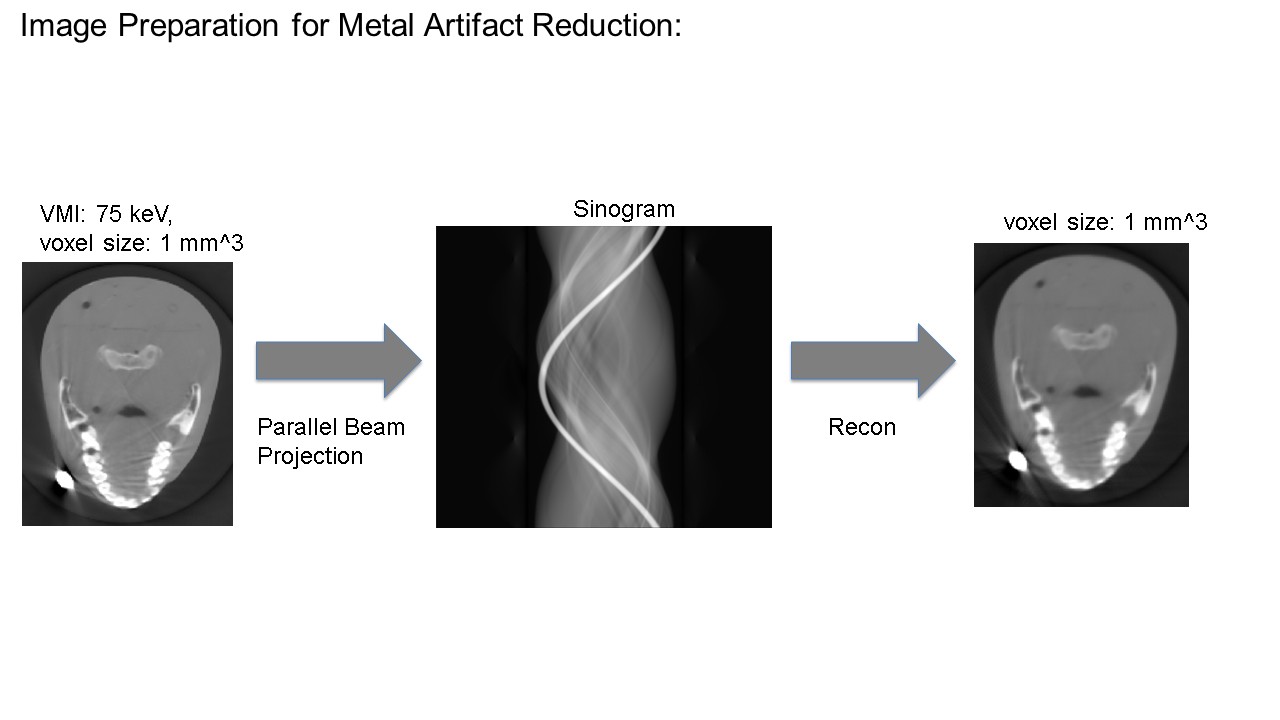 Image Preparation for Metal Artifact Reduction:
VMI: 75 keV,
voxel size: 1 mm^3
Parallel Beam
Projection
Sinogram
Recon
voxel size: 1 mm^3